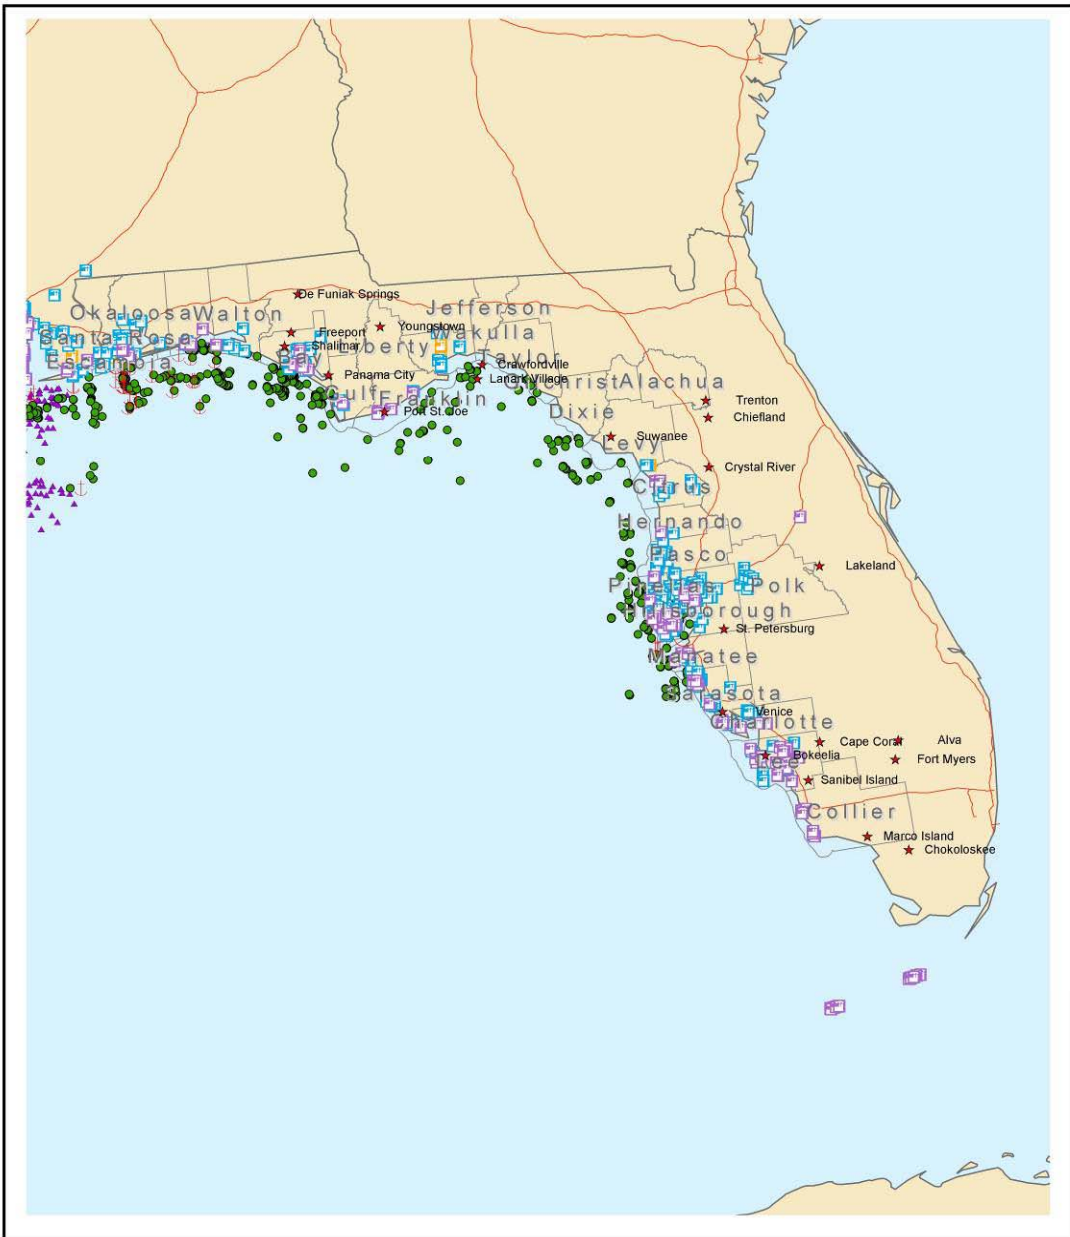 De Funiak Springs
Okaloosa
Walton
Jefferson
Youngstown
Freeport
Wakulla
Santa Rosa
Shalimar
Liberty
Bay
Taylor
Escambia
Crawfordville
Panama City
Lanark Village
Gilchrist
Alachua
Gulf
Franklin
Trenton
Port St. Joe
Dixie
Chiefland
Suwanee
Levy
Crystal River
Citrus
Hernando
Pasco
Lakeland
Pinellas
Polk
Hillsborough
St. Petersburg
Manatee
Sarasota
Venice
Charlotte
Cape Coral
Alva
Bokeelia
Lee
Fort Myers
Sanibel Island
Collier
Marco Island
Chokoloskee